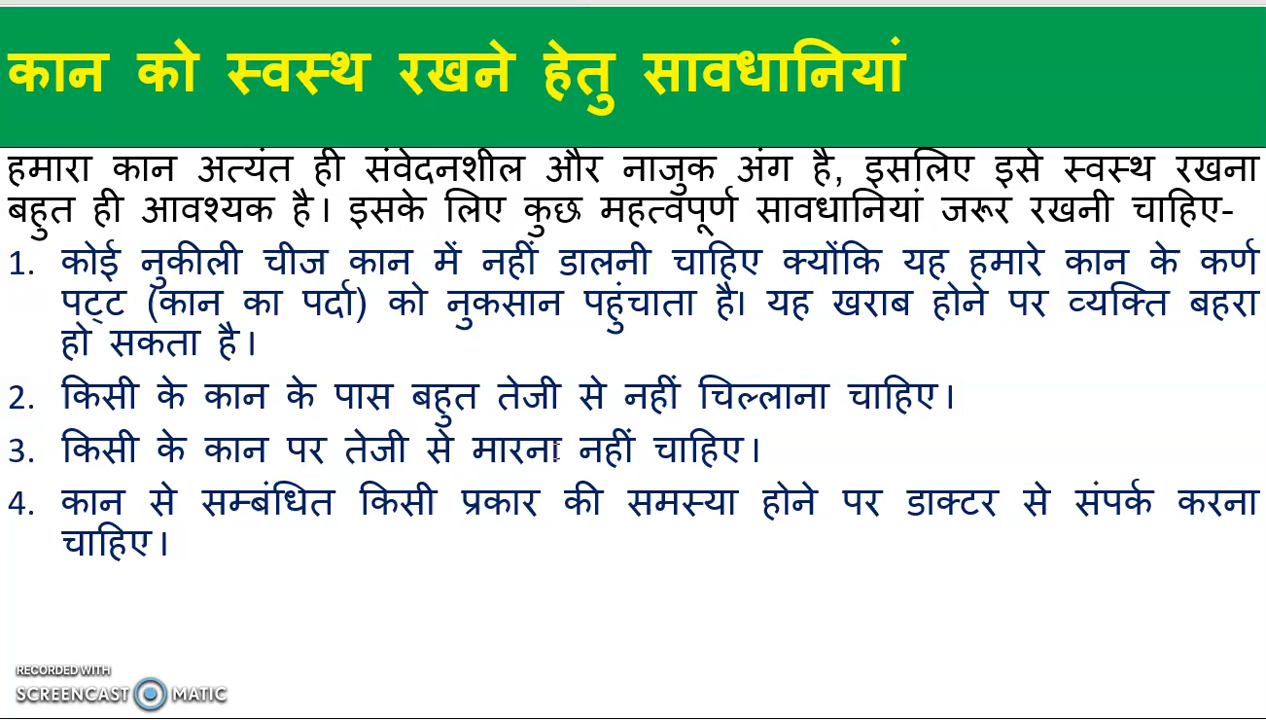 कान को स्वस्थ रखने हेतु सावधानियां
हमारा कान अत्यंत ही संवेदनशील और नाजुक अंग है, इसलिए इसे स्वस्थ रखना
बहुत ही आवश्यक है। इसके लिए कुछ महत्वपूर्ण सावधानियां जरूर रखनी चाहिए-
1. कोई नुकीली चीज कान में नहीं डालनी चाहिए क्योंकि यह हमारे कान के कर्ण
पट्ट (कान का पर्दा) को नुकसान पहुंचाता है। यह खराब होने पर व्यक्ति बहरा
हो सकता है।
2. किसी के कान के पास बहुत तेजी से नहीं चिल्लाना चाहिए।
3. किसी के कान पर तेजी से मारना नहीं चाहिए।
4. कान से सम्बंधित किसी प्रकार की समस्या होने पर डाक्टर से संपर्क करना
चाहिए।
RECORDED WITH
SCREENCAST MATIC